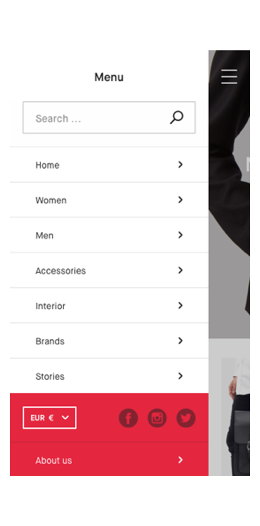 Menu
Search ...
Home
Women
Men
Accessories
Interior
Brands
Stories
EUR €
About us